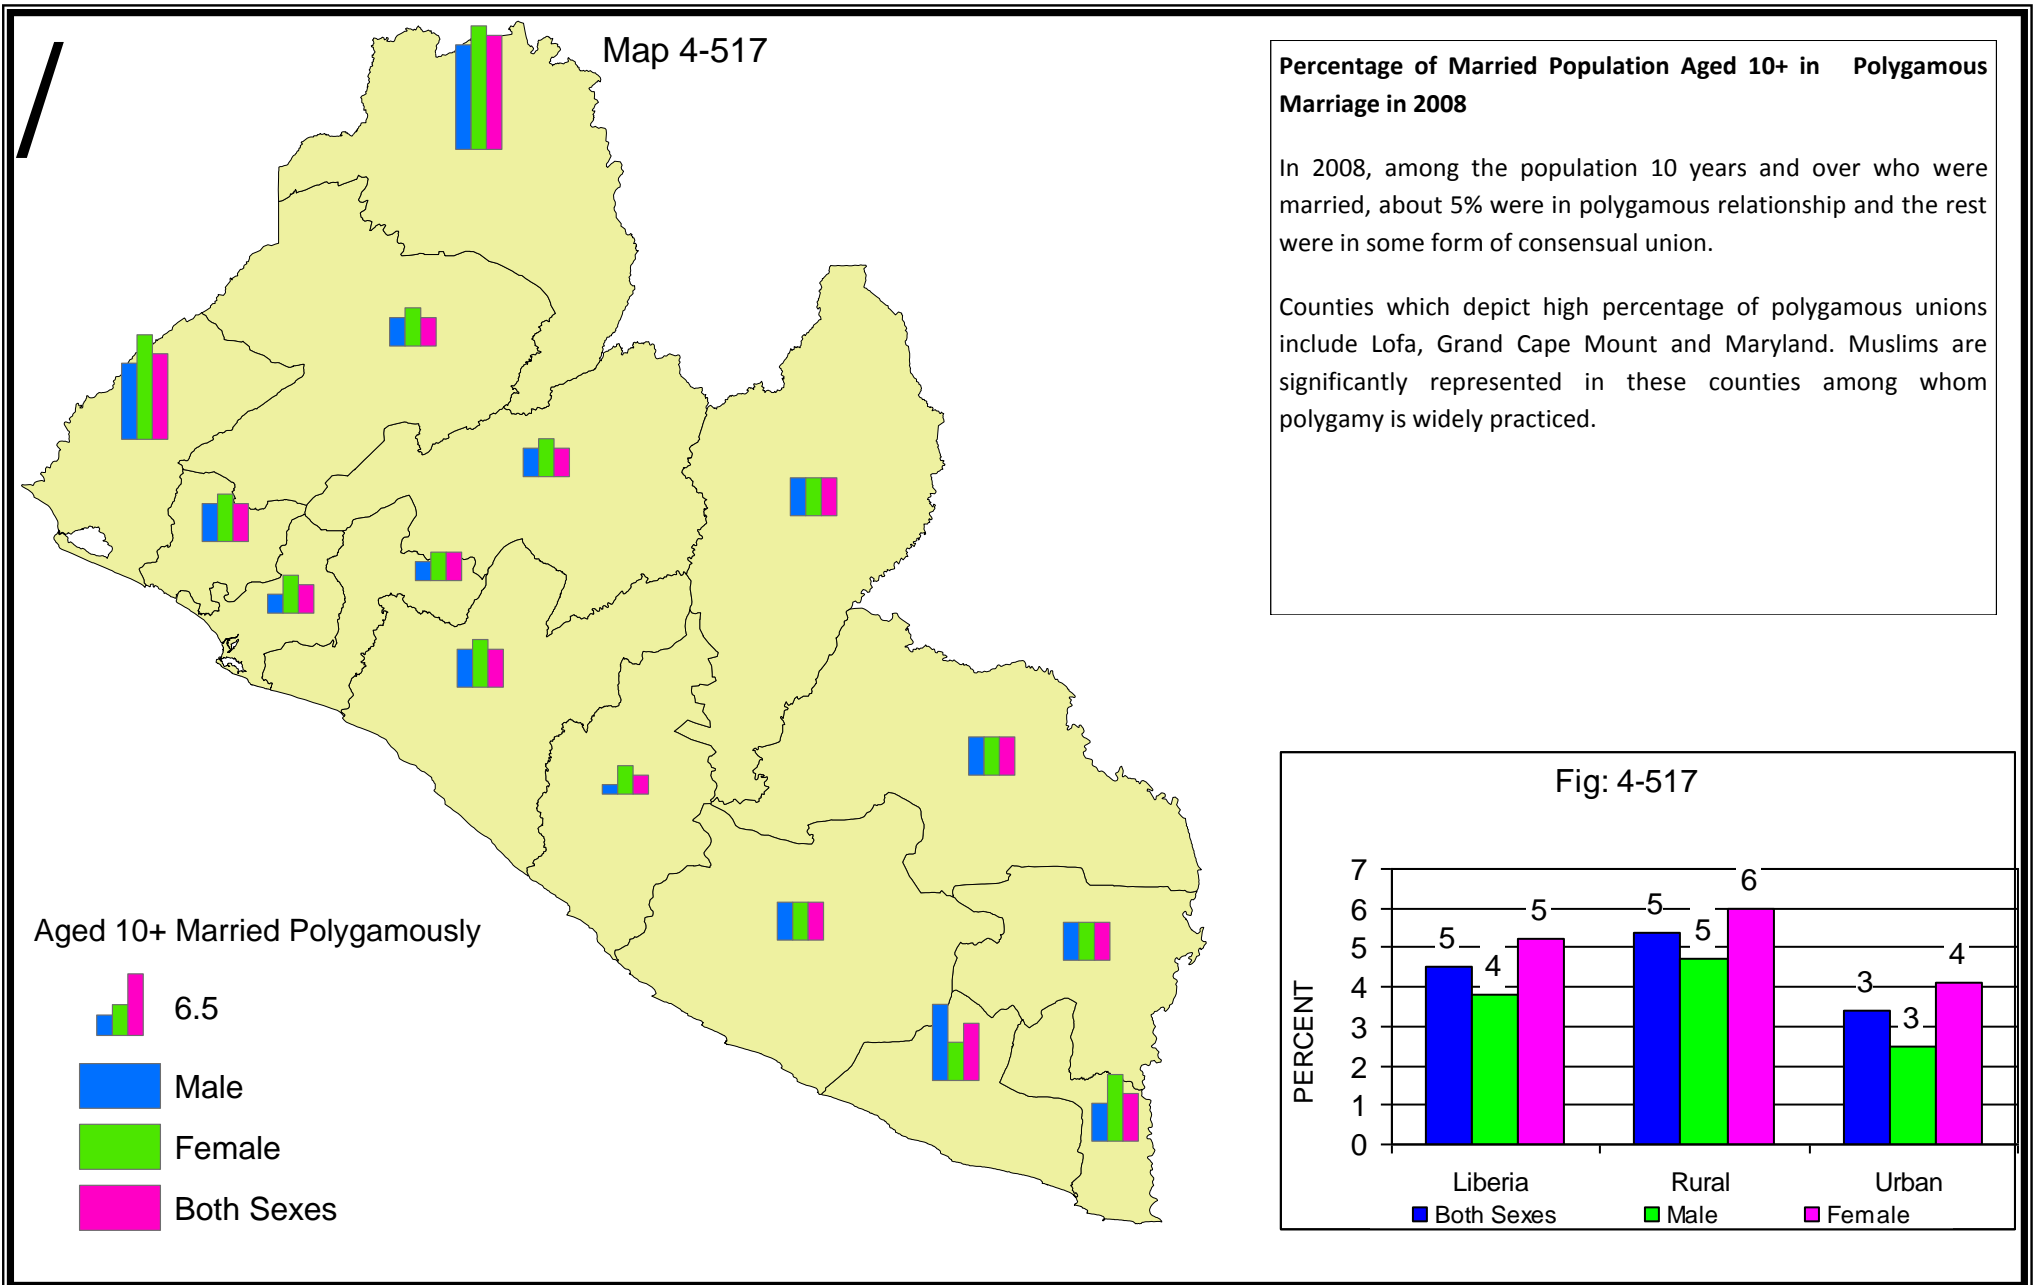 Map 4-517
Percentage of Married Population Aged 10+ in Polygamous
Marriage in 2008
In 2008, among the population 10 years and over who were
married, about 5% were in polygamous relationship and the rest
were in some form of consensual union.
Counties which depict high percentage of polygamous unions
include Lofa, Grand Cape Mount and Maryland. Muslims are
significantly represented in these counties among whom
polygamy is widely practiced.
Aged 10+ Married Polygamously
6.5
Male
Female
Both Sexes
Fig: 4-517
PERCENT
7
6
5
4
3
2
1
0
5 4 5
5 5 6
3 3 4
Liberia Rural Urban
Both Sexes Male Female